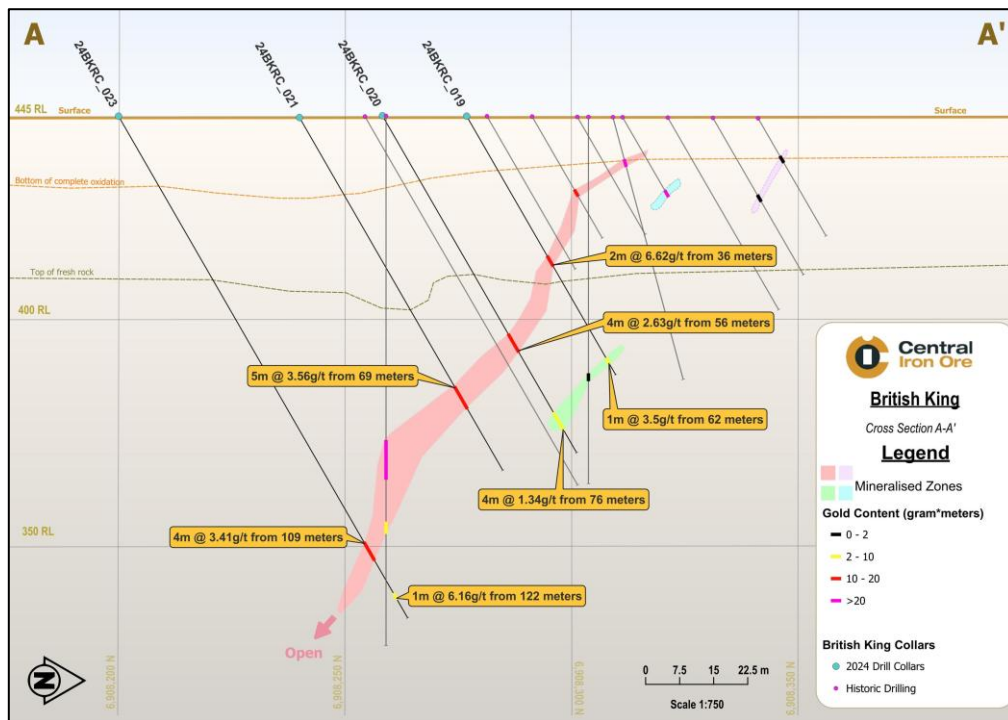 A
A'
24BKRC_023
24BKRC_021
24BKRC_020
24BKRC_019
445 RL
Surface
Surface
Bottom of complete oxidation
Top of fresh rock
2m @ 6.62g/t from 36 meters
400 RL
4m @ 2.63g/t from 56 meters
5m @ 3.56g/t from 69 meters
1m @ 3.5g/t from 62 meters
4m @ 1.34g/t from 76 meters
350 RL
4m @ 3.41g/t from 109 meters
1m @ 6.16g/t from 122 meters
Open
6,908,200 N
6,908,250 N
6,908,300 N
6,908,350 N
N
0 7.5 15 22.5 m
Scale 1:750
Central
Iron Ore
British King
Cross Section A-A'
Legend
Mineralised Zones
Gold Content (gram*meters)
0 - 2
2 - 10
10 - 20
>20
British King Collars
2024 Drill Collars
Historic Drilling